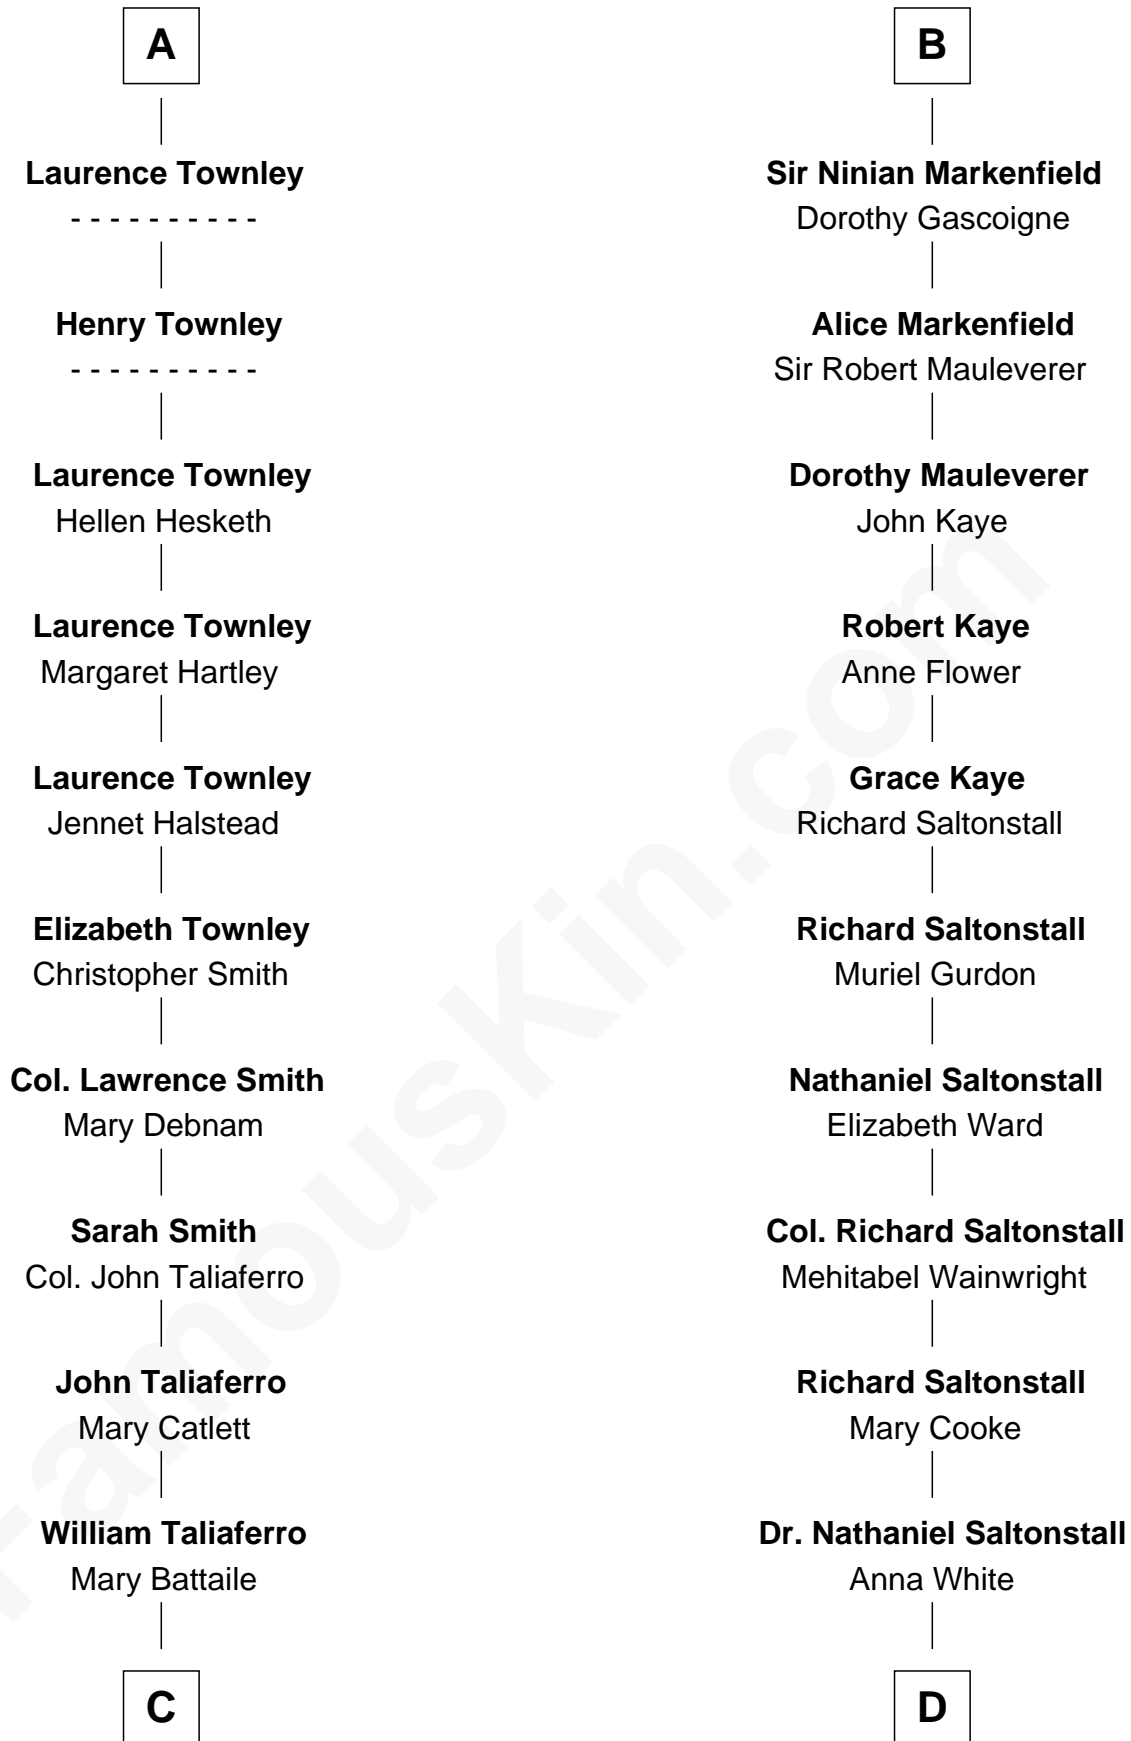 A
Laurence Townley
- - - - - - - - - -
Henry Townley
- - - - - - - - - -
Laurence Townley
Hellen Hesketh
Laurence Townley
Margaret Hartley
Laurence Townley
Jennet Halstead
Elizabeth Townley
Christopher Smith
Col. Lawrence Smith
Mary Debnam
Sarah Smith
Col. John Taliaferro
John Taliaferro
Mary Catlett
William Taliaferro
Mary Battaile
C
B
Sir Ninian Markenfield
Dorothy Gascoigne
Alice Markenfield
Sir Robert Mauleverer
Dorothy Mauleverer
John Kaye
Robert Kaye
Anne Flower
Grace Kaye
Richard Saltonstall
Richard Saltonstall
Muriel Gurdon
Nathaniel Saltonstall
Elizabeth Ward
Col. Richard Saltonstall
Mehitabel Wainwright
Richard Saltonstall
Mary Cooke
Dr. Nathaniel Saltonstall
Anna White
D
FamousKin.com